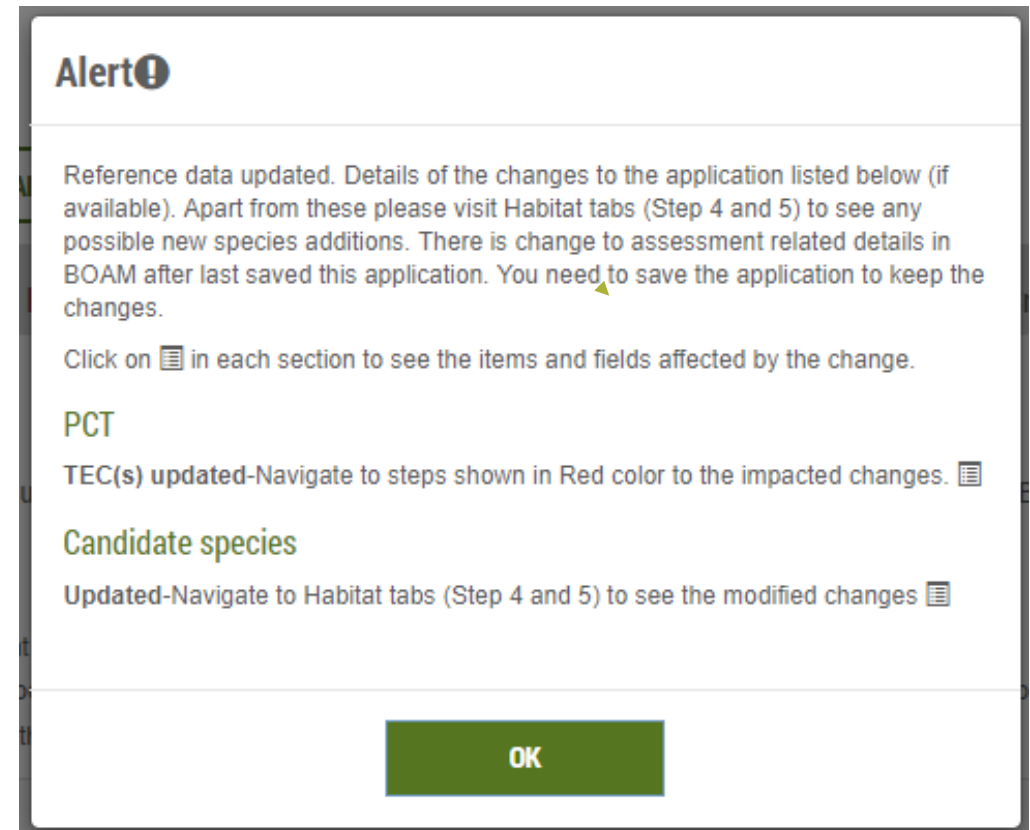 Alert
Reference data updated. Details of the changes to the application listed below (if
available). Apart from these please visit Habitat tabs (Step 4 and 5) to see any
possible new species additions. There is change to assessment related details in
BOAM after last saved this application. You need to save the application to keep the
changes.
Click on in each section to see the items and fields affected by the change.
PCT
TEC(s) updated-Navigate to steps shown in Red color to the impacted changes.
Candidate species
Updated-Navigate to Habitat tabs (Step 4 and 5) to see the modified changes
OK